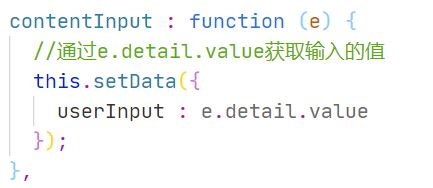 contentInput : function (e) {
//通过e.detail.value获取输入的值
this.setData({
userInput : e.detail.value
});
},